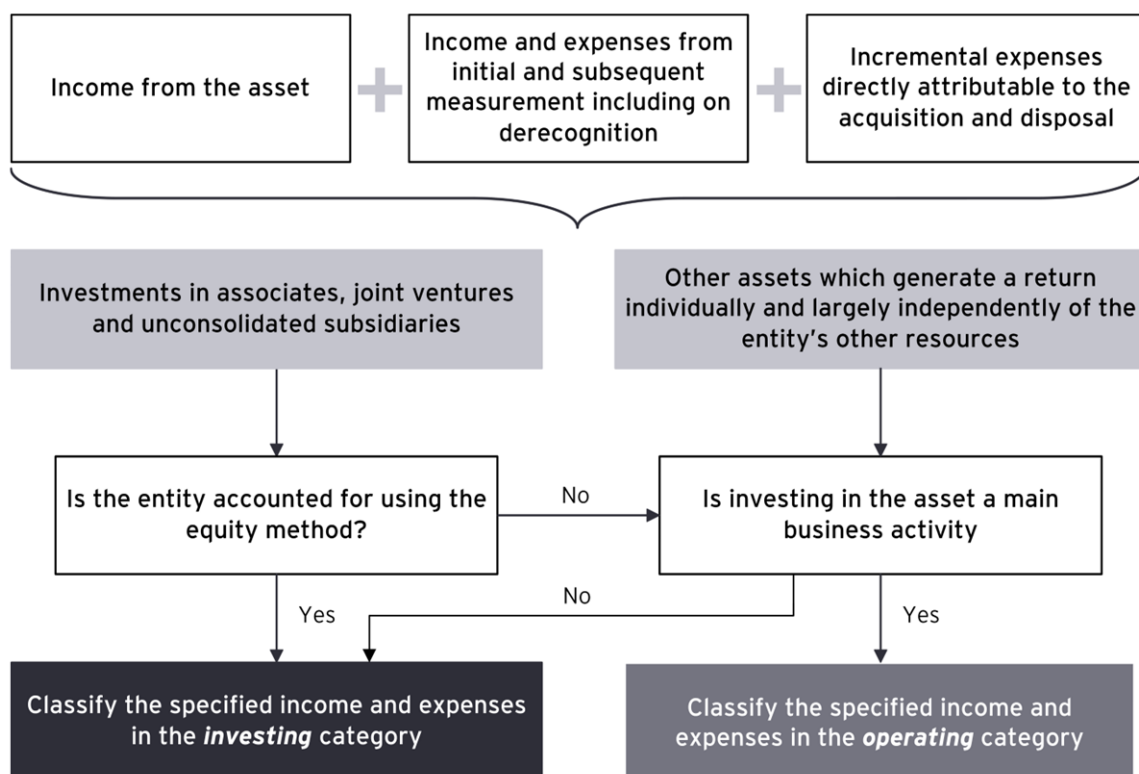 Income from the asset
+
Income and expenses from
initial and subsequent
measurement including on
derecognition
+
Incremental expenses
directly attributable to the
acquisition and disposal
Investments in associates, joint ventures
and unconsolidated subsidiaries
Other assets which generate a return
individually and largely independently of the
entity's other resources
Is the entity accounted for using the
equity method?
No
Is investing in the asset a main
business activity
Yes
No
Yes
Classify the specified income and expenses
in the investing category
Classify the specified income and
expenses in the operating category